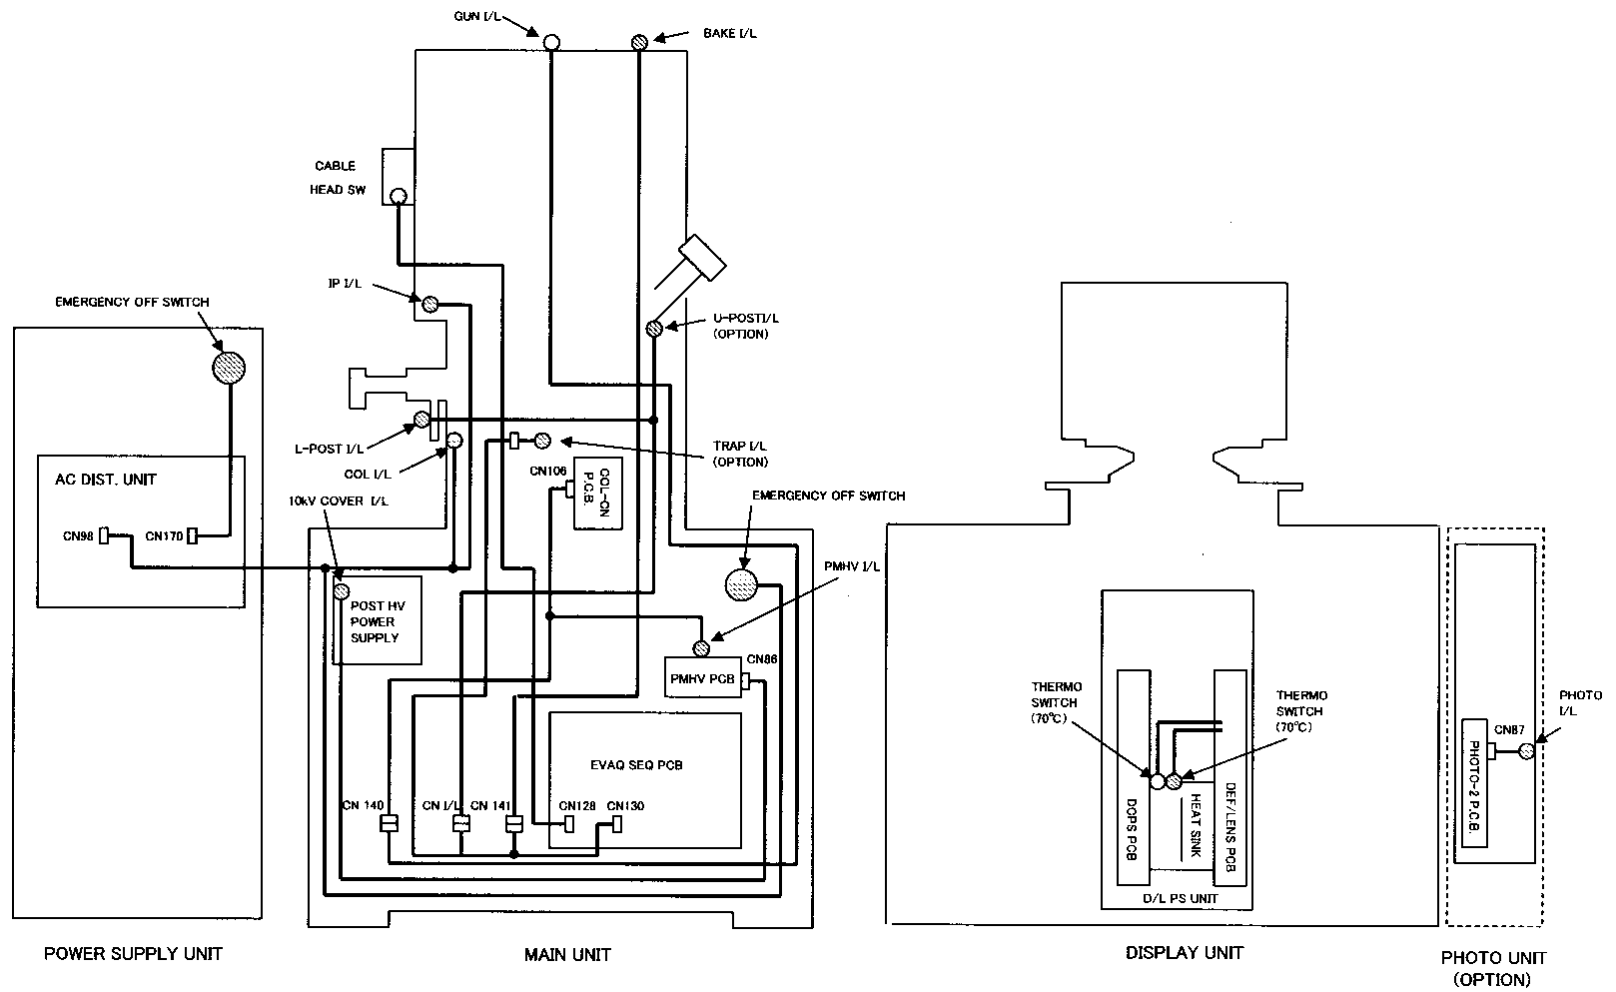 GUN I/L
BAKE I/L
CABLE
HEAD SW
IP I/L
EMERGENCY OFF SWITCH
U-POSTI/L
(OPTION)
L-POST I/L
COL I/L
TRAP I/L
(OPTION)
CN106
COL-CN
P.C.B.
AC DIST. UNIT
10kV COVER I/L
EMERGENCY OFF SWITCH
CN98
CN170
PMHV I/L
POST HV
POWER
SUPPLY
CN86
PMHV PCB
EVAQ SEQ PCB
CN 140
CN I/L
CN 141
CN128
CN130
THERMO
SWITCH
(70°C)
THERMO
SWITCH
(70°C)
DOPS PCB
HEAT SINK
DEF/LENS PCB
D/L PS UNIT
PHOTO
I/L
CN87
PHOTO-2 P.C.B.
POWER SUPPLY UNIT
MAIN UNIT
DISPLAY UNIT
PHOTO UNIT
(OPTION)